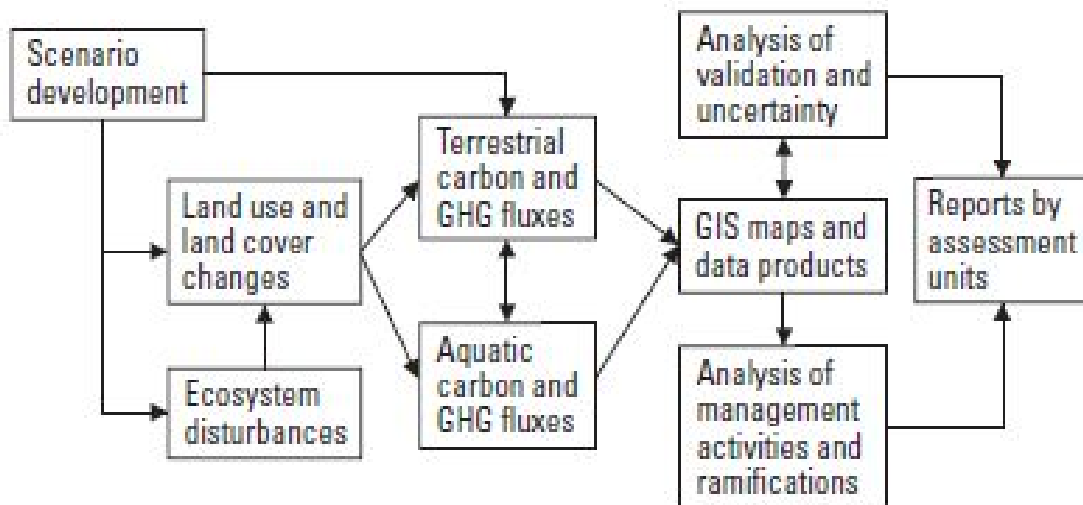 Scenario
development
Land use and
land cover
changes
Ecosystem
disturbances
Terrestrial
carbon and
GHG fluxes
Aquatic
carbon and
GHG fluxes
Analysis of
validation and
uncertainty
GIS maps and
data products
Analysis of
management
activities and
ramifications
Reports by
assessment
units